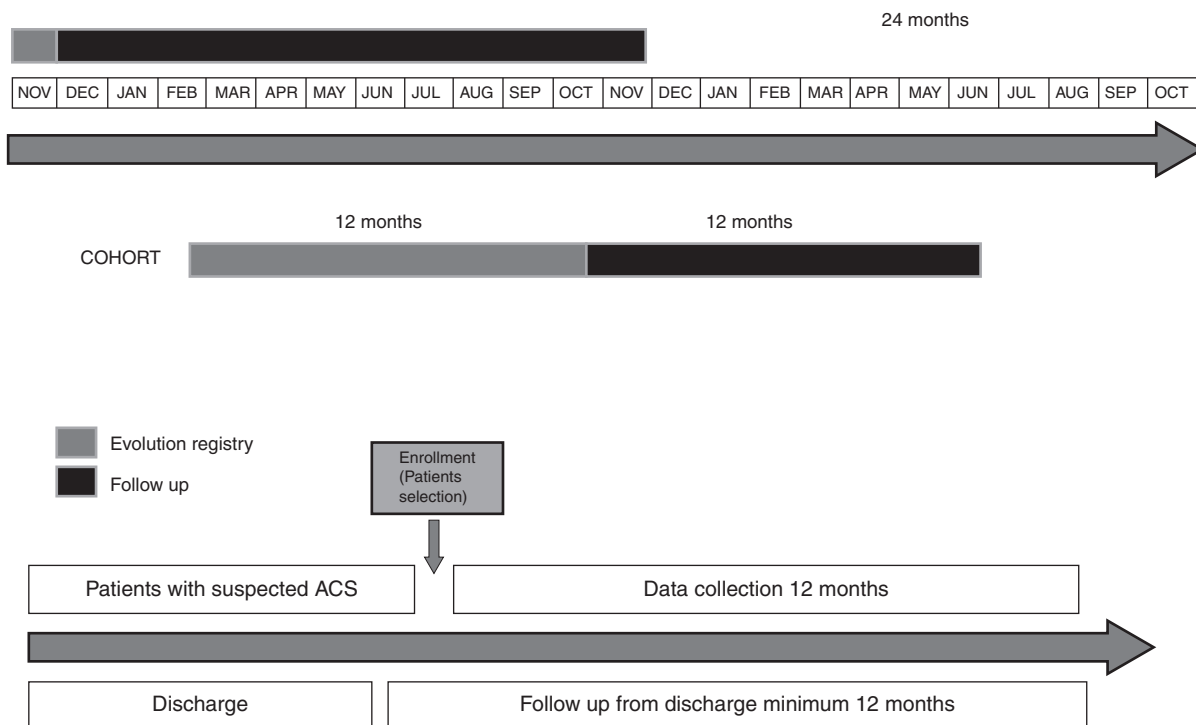 24 months
NOV DEC JAN FEB MAR APR MAY JUN JUL AUG SEP OCT NOV DEC JAN FEB MAR APR MAY JUN JUL AUG SEP OCT
12 months 12 months
COHORT
Evolution registry
Follow up
Enrollment
(Patients
selection)
Patients with suspected ACS Data collection 12 months
Discharge Follow up from discharge minimum 12 months